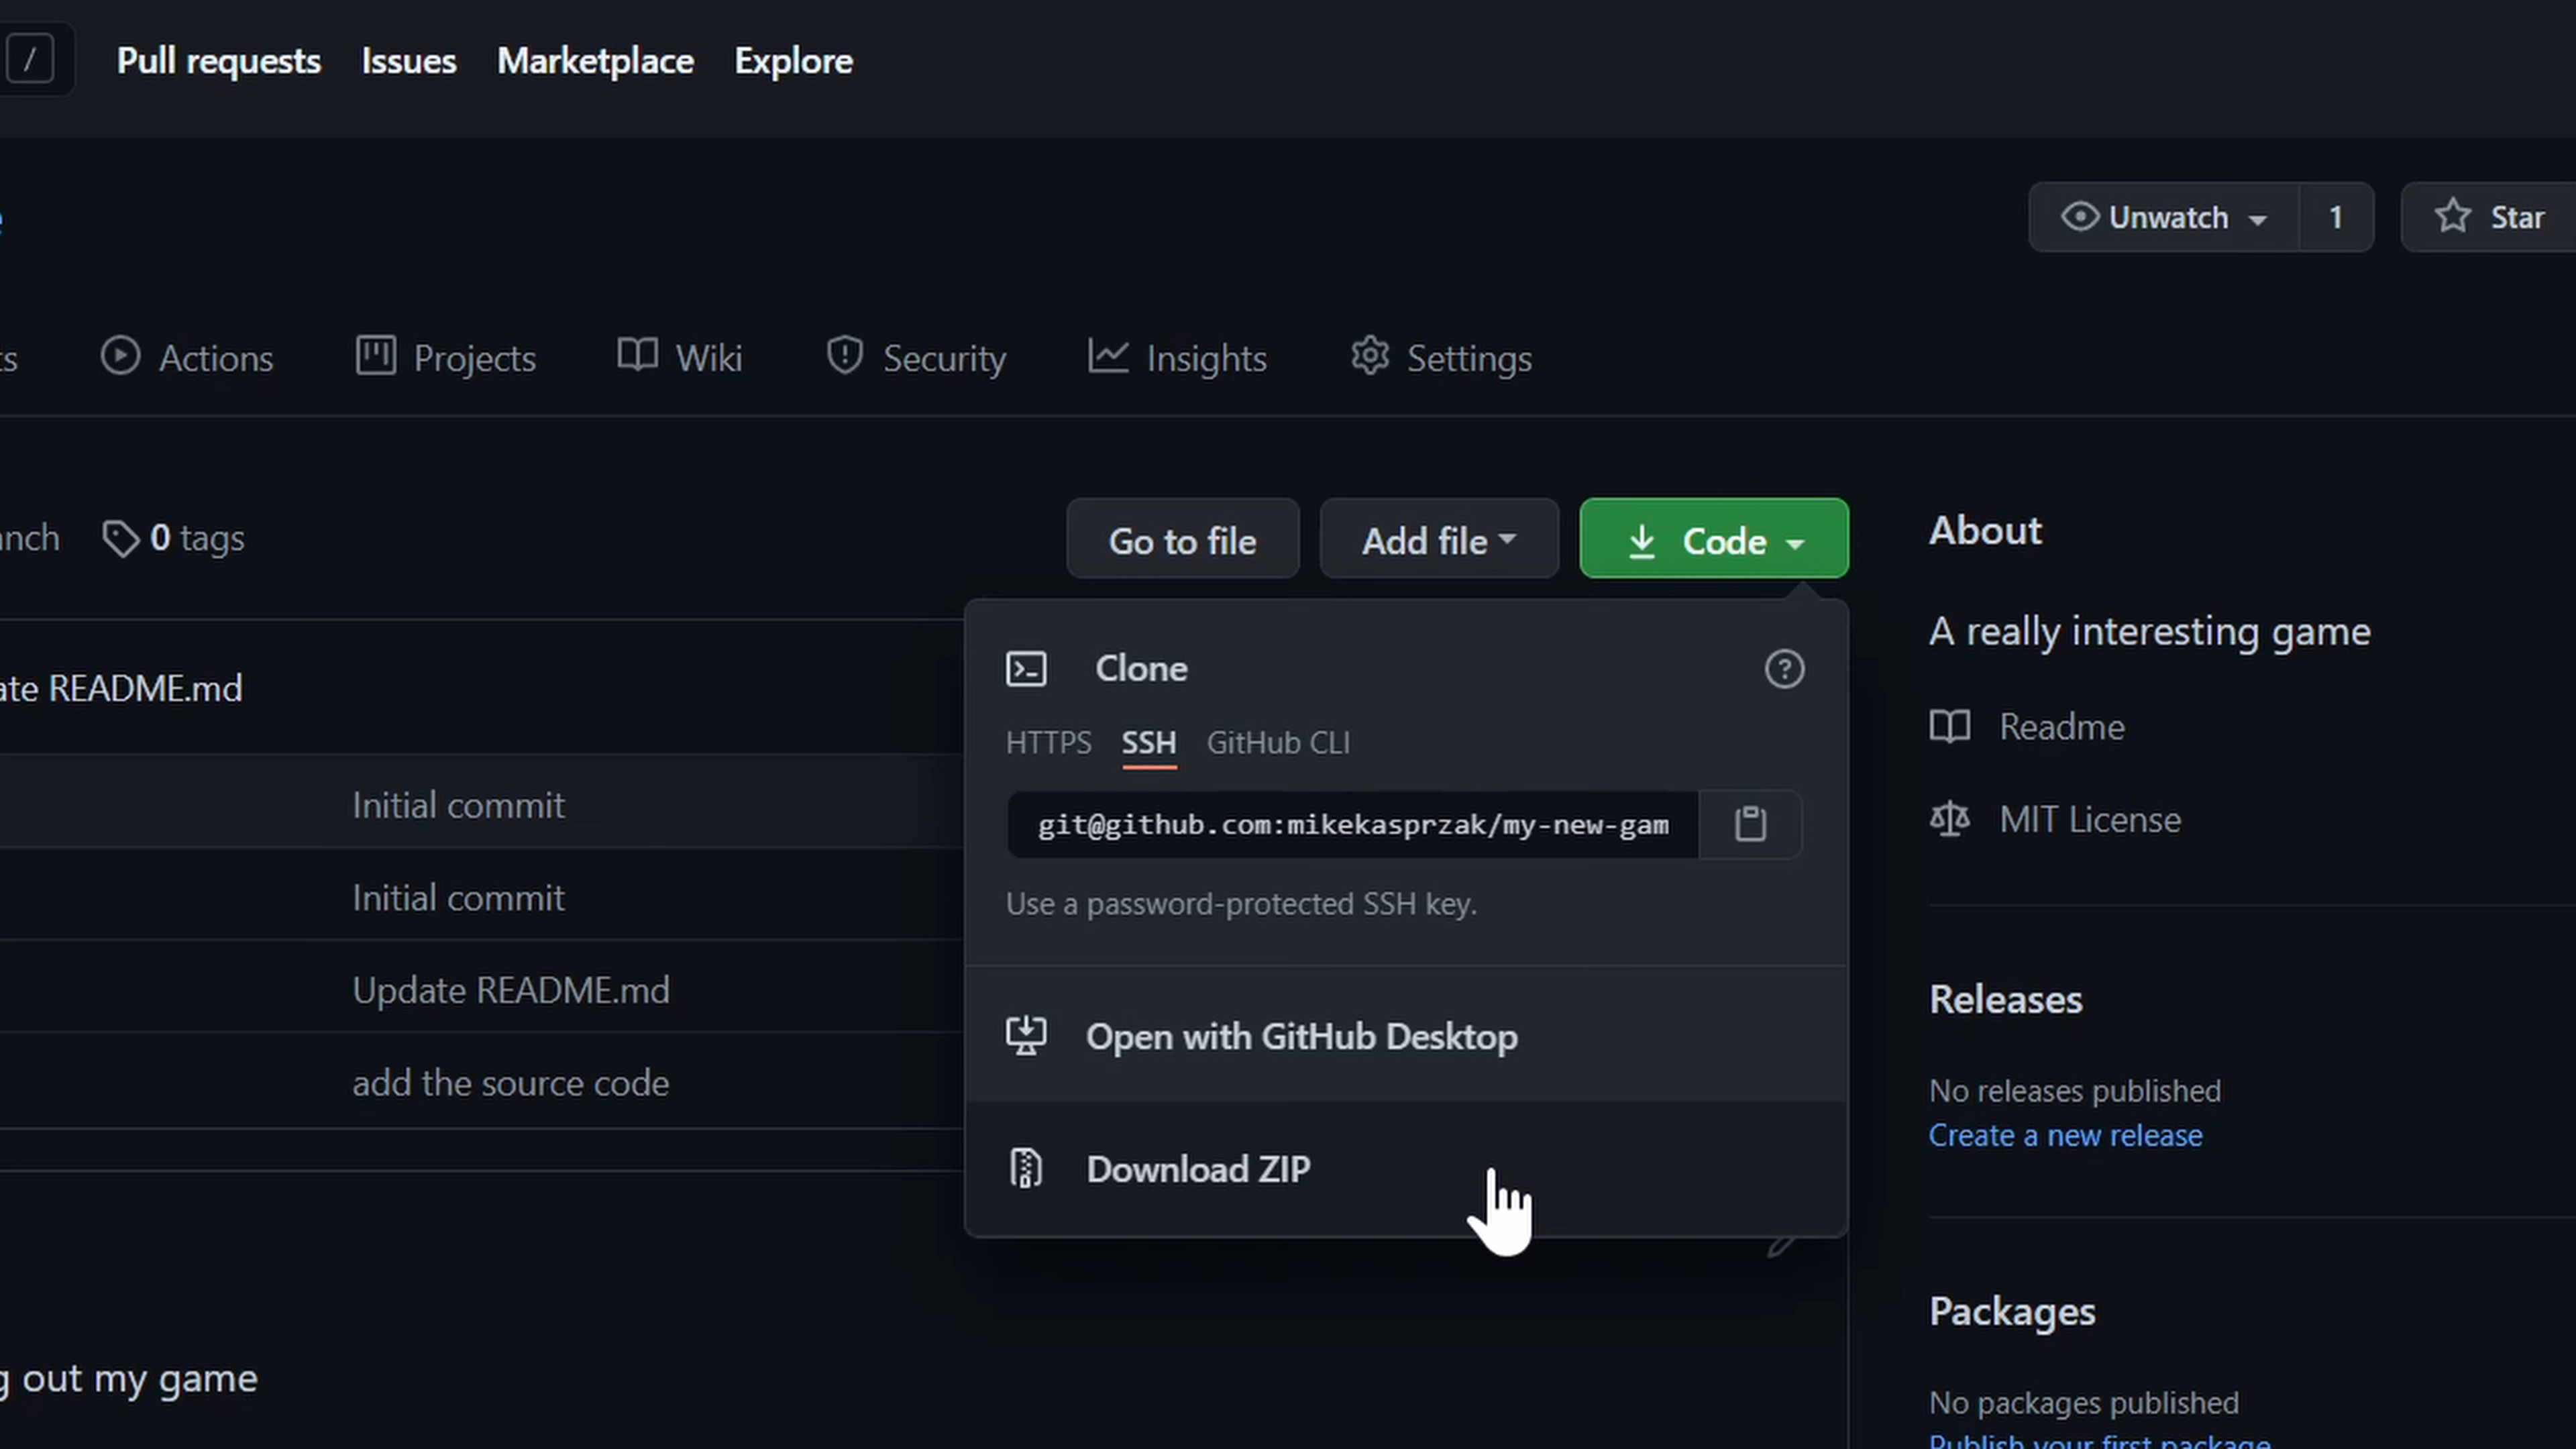 / Pull requests Issues Marketplace Explore
Unwatch 1 Star
Actions Projects Wiki Security Insights Settings
0 tags
Go to file Add file Code
About
A really interesting game
Readme
MIT License
README.md
Initial commit
Initial commit
Update README.md
add the source code
Clone
HTTPS SSH GitHub CLI
git@github.com:mikekasprzak/my-new-gam
Use a password-protected SSH key.
Open with GitHub Desktop
Download ZIP
Releases
No releases published
Create a new release
Packages
No packages published
Publish your first package
out my game